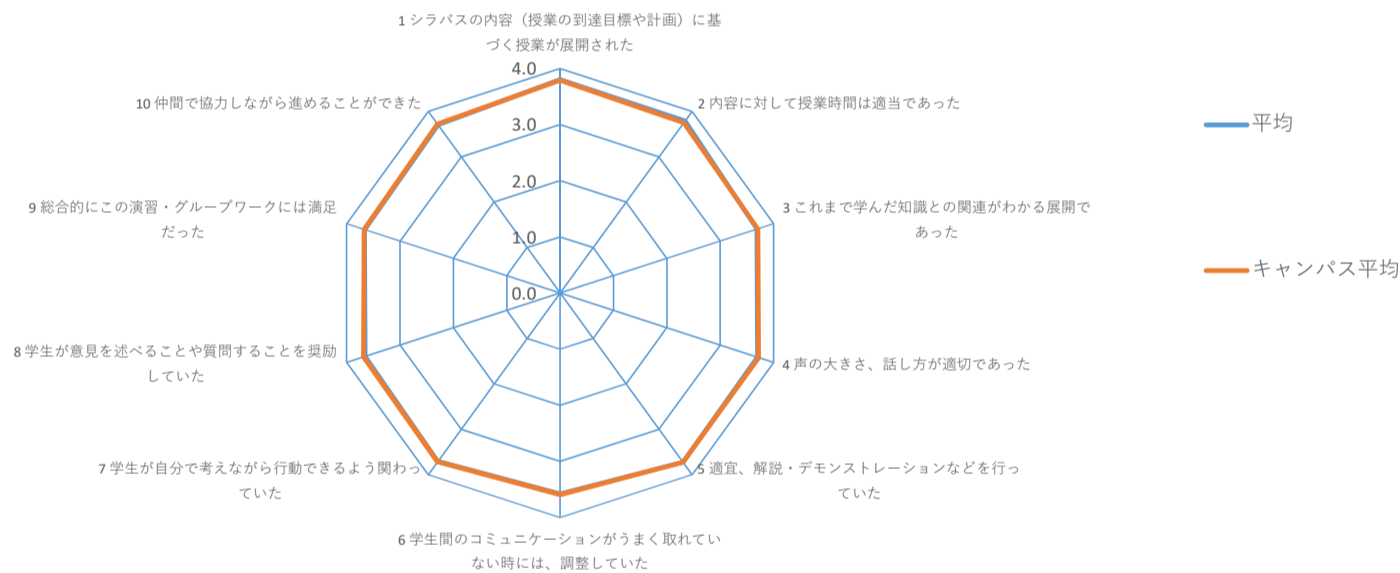 1 シラバスの内容（授業の到達目標や計画）に基
づく授業が展開された
4.0
3.0
2.0
1.0
0.0
2 内容に対して授業時間は適当であった
3 これまで学んだ知識との関連がわかる展開で
あった
4 声の大きさ、話し方が適切であった
5 適宜、解説・デモンストレーションなどを行っ
ていた
6 学生間のコミュニケーションがうまく取れてい
ない時には、調整していた
7 学生が自分で考えながら行動できるよう関わっ
ていた
8 学生が意見を述べることや質問することを奨励
していた
9 総合的にこの演習・グループワークには満足
だった
10 仲間で協力しながら進めることができた
平均
キャンパス平均